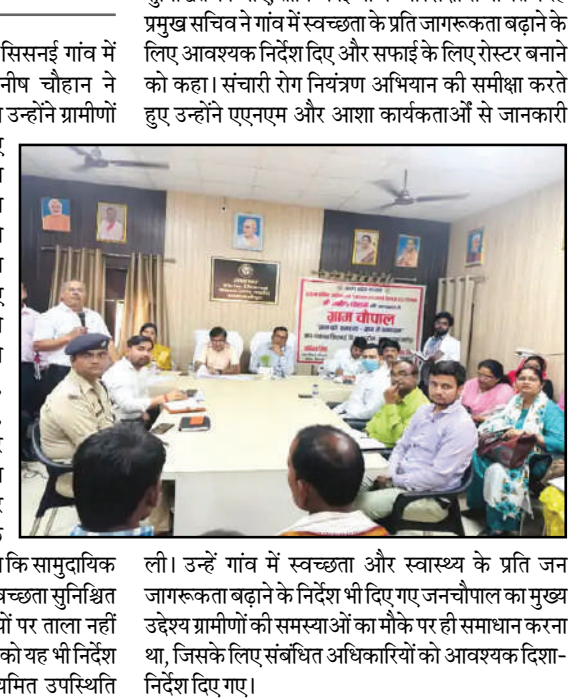 सिसनई गांव में
नीष चौहान ने
उन्होंने ग्रामीणों
कि सामुदायिक
वच्छता सुनिश्चित
यों पर ताला नहीं
को यह भी निर्देश
यमित उपस्थिति
प्रमुख सचिव ने गांव में स्वच्छता के प्रति जागरूकता बढ़ाने के
लिए आवश्यक निर्देश दिए और सफाई के लिए रोस्टर बनाने
को कहा। संचारी रोग नियंत्रण अभियान की समीक्षा करते
हुए उन्होंने एएनएम और आशा कार्यकर्ताओं से जानकारी
ग्राम चौपाल
ली। उन्हें गांव में स्वच्छता और स्वास्थ्य के प्रति जन
जागरूकता बढ़ाने के निर्देश भी दिए गए जनचौपाल का मुख्य
उद्देश्य ग्रामीणों की समस्याओं का मौके पर ही समाधान करना
था, जिसके लिए संबंधित अधिकारियों को आवश्यक दिशा-
निर्देश दिए गए।